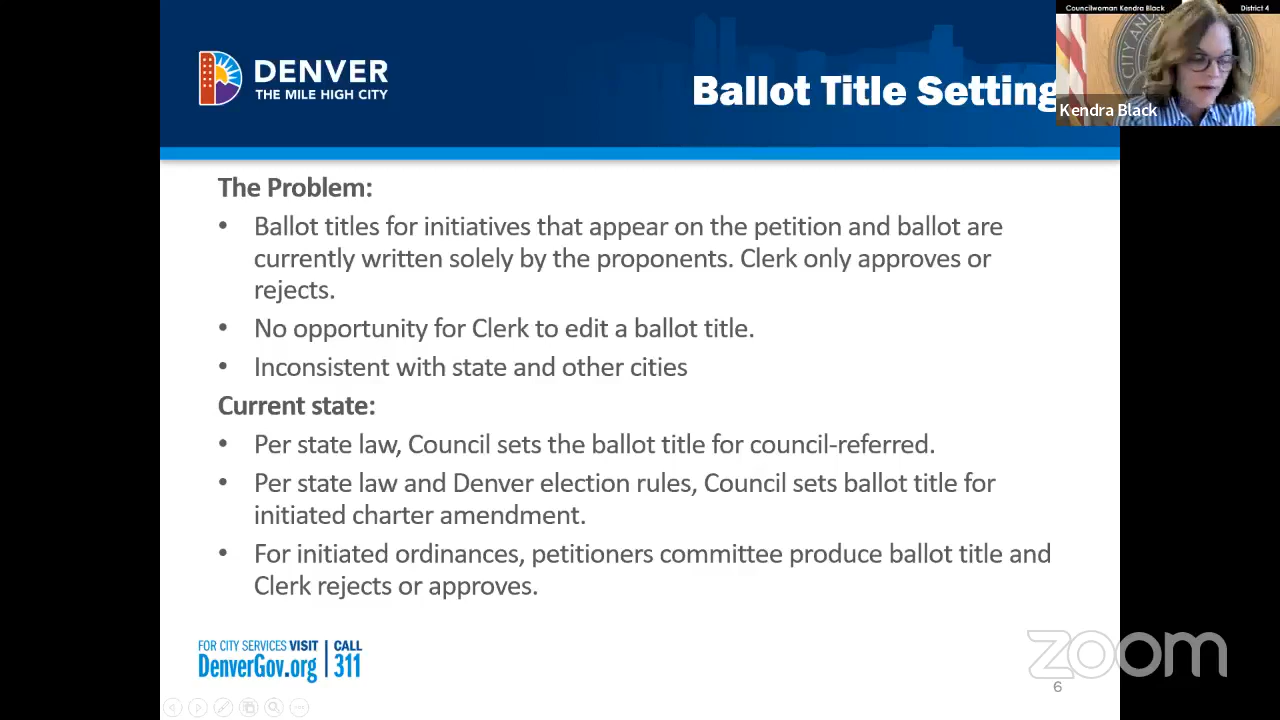 Councilwoman Kendra Black District 4
DENVER
THE MILE HIGH CITY
Ballot Title Setting
Kendra Black
The Problem:
• Ballot titles for initiatives that appear on the petition and ballot are
currently written solely by the proponents. Clerk only approves or
rejects.
• No opportunity for Clerk to edit a ballot title.
• Inconsistent with state and other cities
Current state:
• Per state law, Council sets the ballot title for council-referred.
• Per state law and Denver election rules, Council sets ballot title for
initiated charter amendment.
• For initiated ordinances, petitioners committee produce ballot title and
Clerk rejects or approves.
FOR CITY SERVICES VISIT | CALL
DenverGov.org | 311
zoom
6